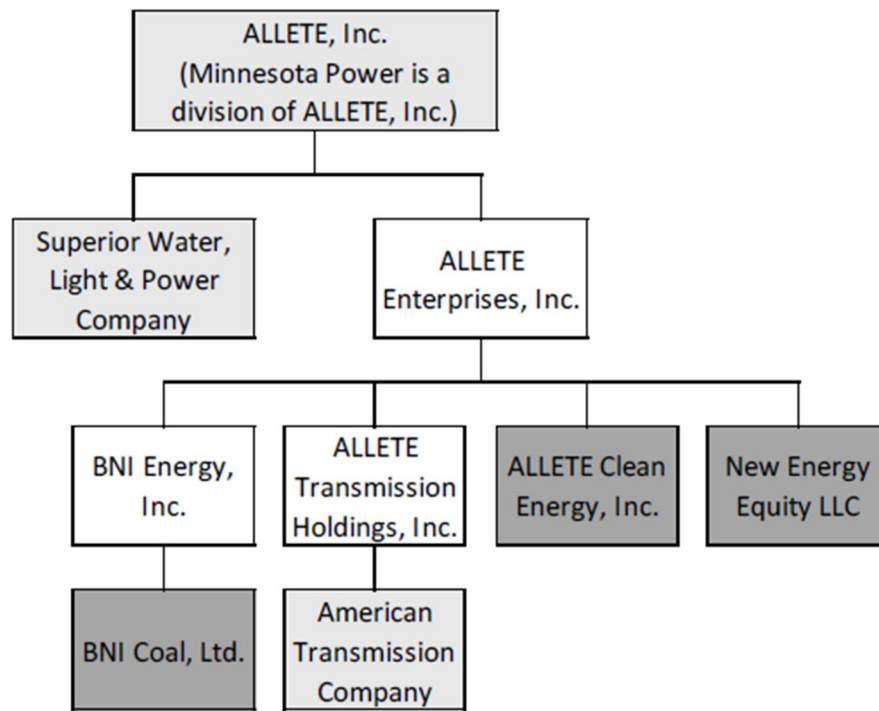 ALLETE, Inc.
(Minnesota Power is a
division of ALLETE, Inc.)
Superior Water,
Light & Power
Company
ALLETE
Enterprises, Inc.
BNI Energy,
Inc.
ALLETE
Transmission
Holdings, Inc.
ALLETE Clean
Energy, Inc.
New Energy
Equity LLC
BNI Coal, Ltd.
American
Transmission
Company